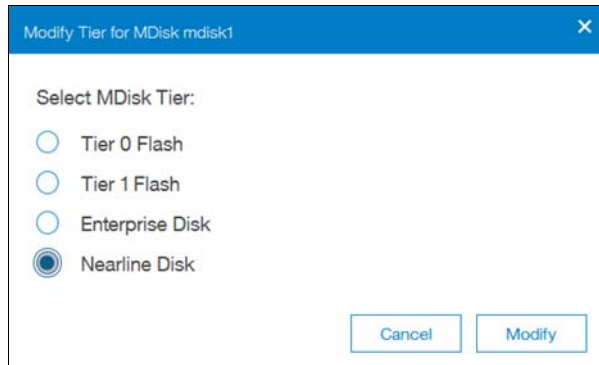 Modify Tier for MDisk mdisk1
Select MDisk Tier:
Tier 0 Flash
Tier 1 Flash
Enterprise Disk
Nearline Disk
Cancel Modify